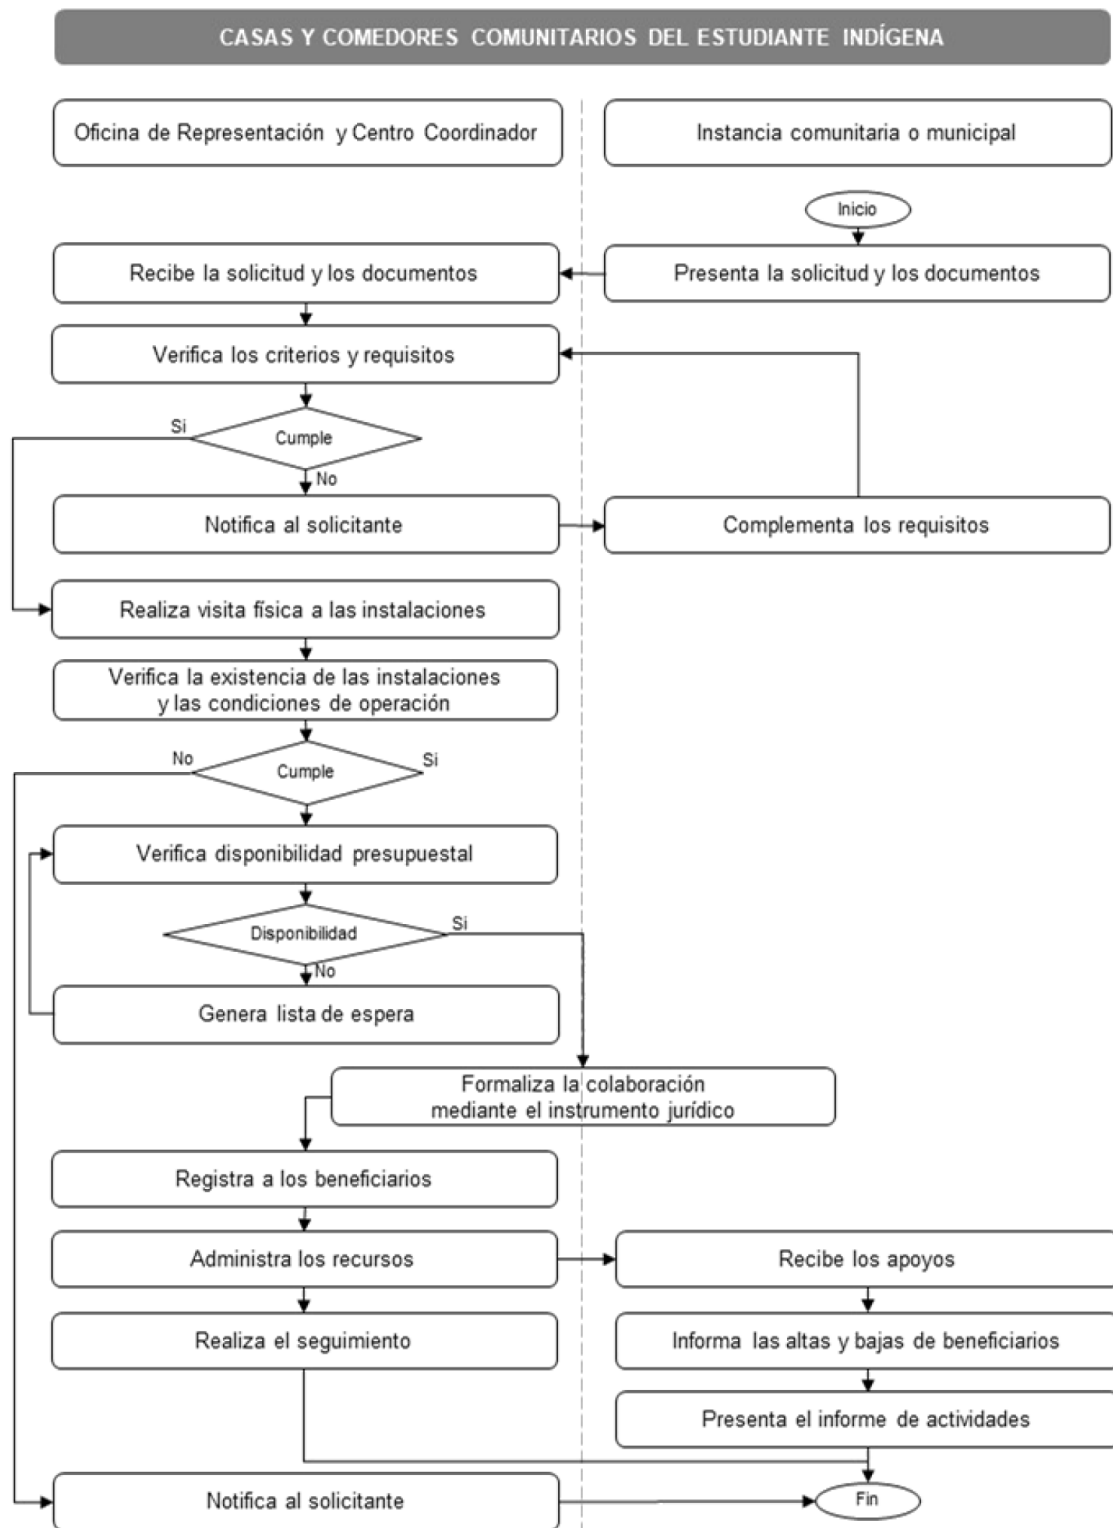 CASAS Y COMEDORES COMUNITARIOS DEL ESTUDIANTE INDÍGENA
Oficina de Representación y Centro Coordinador
Instancia comunitaria o municipal
Inicio
Recibe la solicitud y los documentos
Presenta la solicitud y los documentos
Verifica los criterios y requisitos
Si
Cumple
No
Notifica al solicitante
Complementa los requisitos
Realiza visita física a las instalaciones
Verifica la existencia de las instalaciones
y las condiciones de operación
No
Cumple
Si
Verifica disponibilidad presupuestal
Disponibilidad
Si
No
Genera lista de espera
Formaliza la colaboración
mediante el instrumento jurídico
Registra a los beneficiarios
Administra los recursos
Recibe los apoyos
Realiza el seguimiento
Informa las altas y bajas de beneficiarios
Presenta el informe de actividades
Notifica al solicitante
Fin